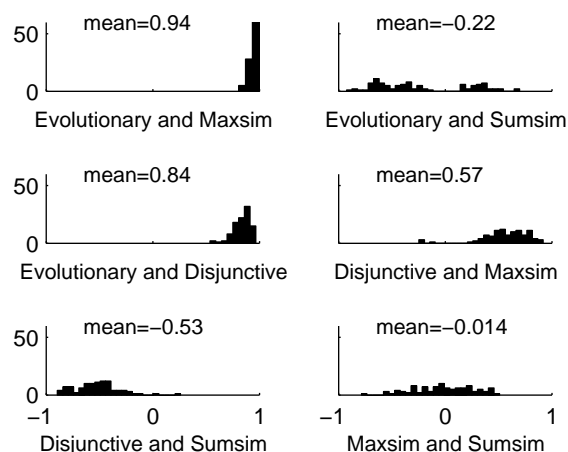 mean=0.94
50
0
Evolutionary and Maxsim
mean=−0.22
Evolutionary and Sumsim
mean=0.84
50
0
Evolutionary and Disjunctive
mean=0.57
Disjunctive and Maxsim
mean=−0.53
50
0
−1 0 1
Disjunctive and Sumsim
mean=−0.014
−1 0 1
Maxsim and Sumsim